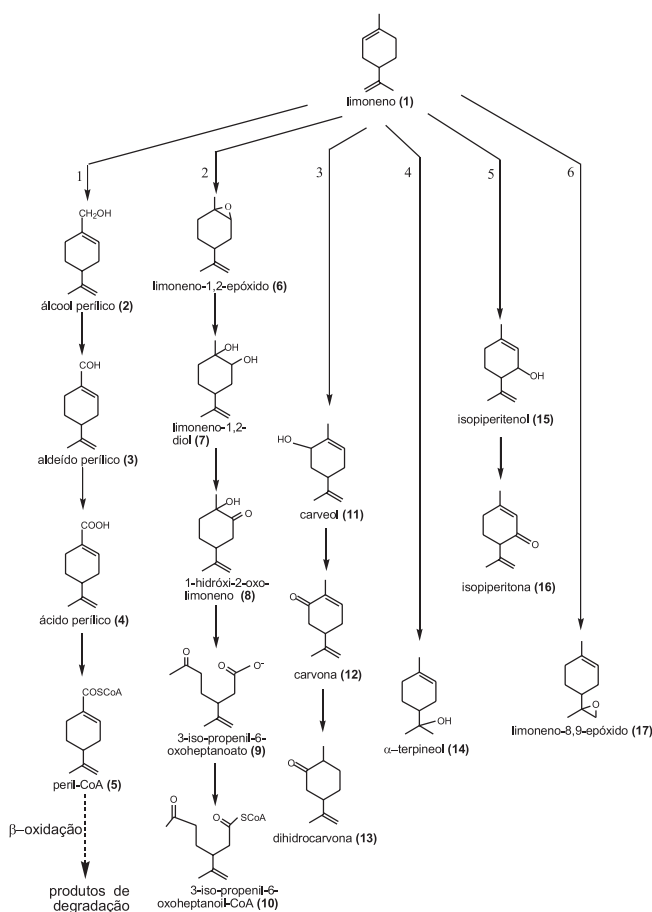 limoneno (1)
1
2
3
4
5
6
CH2OH
álcool perílico (2)
COH
aldeído perílico (3)
COOH
ácido perílico (4)
COSCoA
peril-CoA (5)
β-oxidação
produtos de
degradação
O
limoneno-1,2-epóxido (6)
OH
OH
limoneno-1,2-
diol (7)
OH
O
1-hidróxi-2-oxo-
limoneno (8)
O
O
O-
3-iso-propenil-6-
oxoheptanoato (9)
O
O
SCoA
3-iso-propenil-6-
oxoheptanoil-CoA (10)
HO
carveol (11)
O
carvona (12)
O
dihidrocarvona (13)
OH
α-terpineol (14)
OH
isopiperitenol (15)
O
isopiperitona (16)
O
limoneno-8,9-epóxido (17)